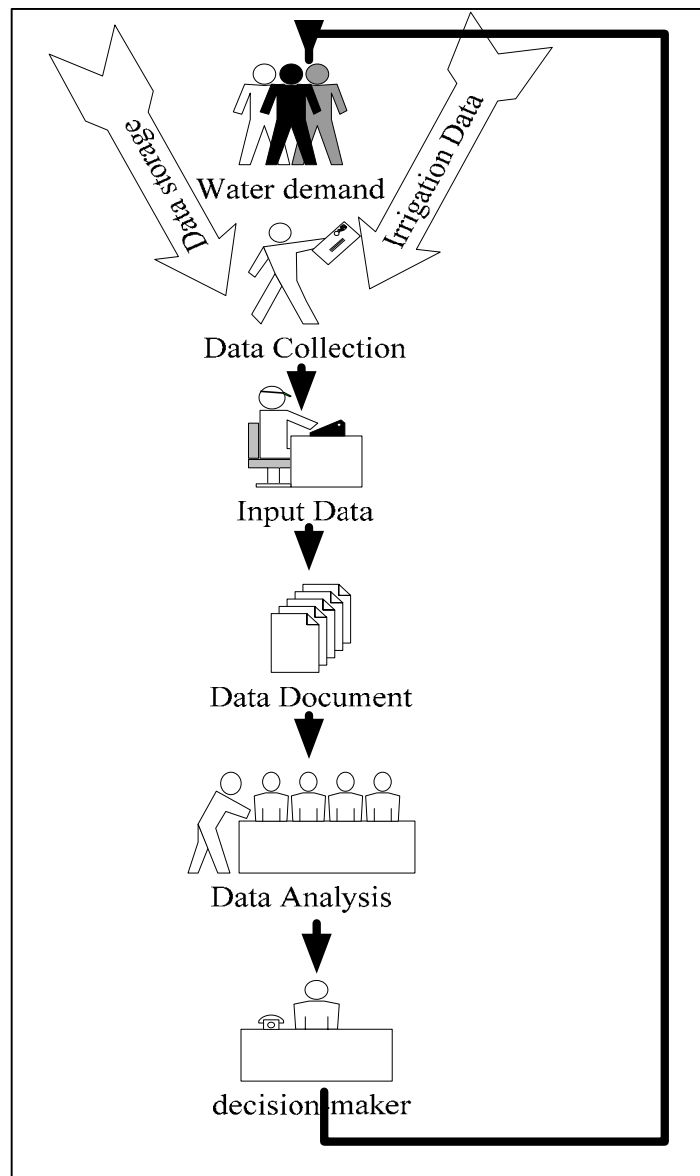 Data storage
Water demand
Irrigation Data
Data Collection
Input Data
Data Document
Data Analysis
decision-maker